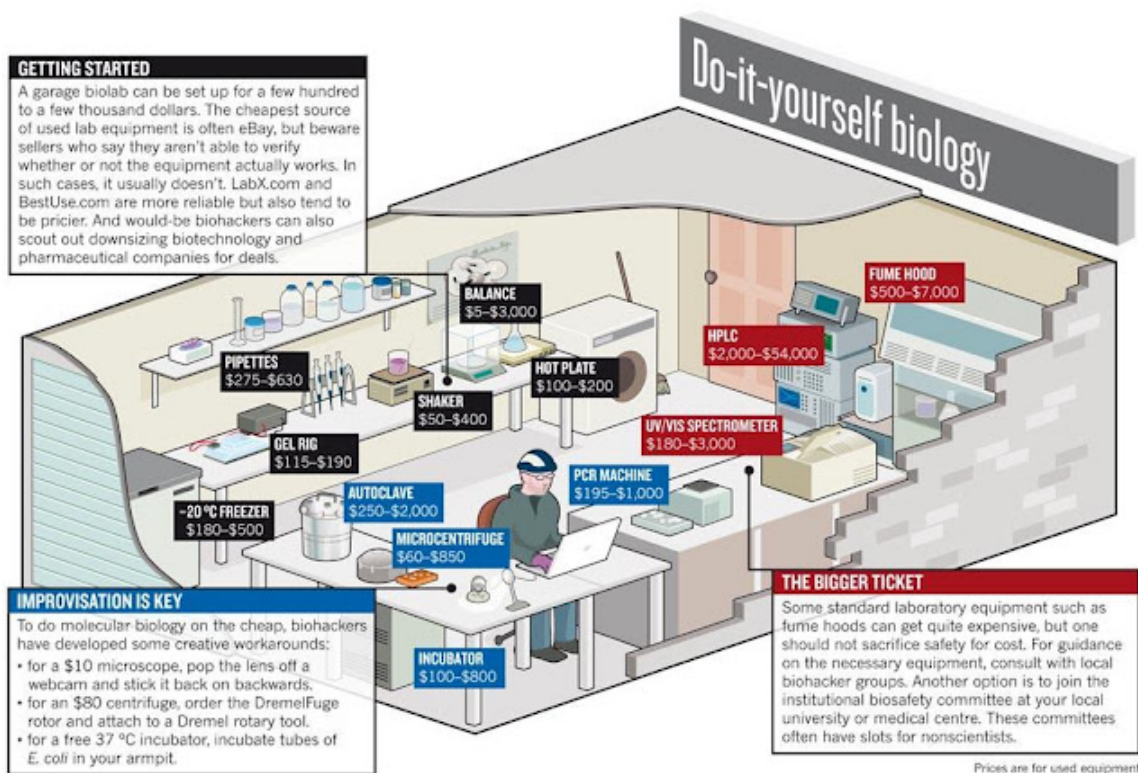 Do-it-yourself biology
GETTING STARTED
A garage biolab can be set up for a few hundred
to a few thousand dollars. The cheapest source
of used lab equipment is often eBay, but beware
sellers who say they aren't able to verify
whether or not the equipment actually works. In
such cases, it usually doesn't. LabX.com and
BestUse.com are more reliable but also tend to
be pricier. And would-be biohackers can also
scout out downsizing biotechnology and
pharmaceutical companies for deals.
BALANCE
$5–$3,000
FUME HOOD
$500–$7,000
HPLC
$2,000–$54,000
PIPETTES
$275–$630
HOT PLATE
$100–$200
SHAKER
$50–$400
UV/VIS SPECTROMETER
$180–$3,000
GEL RIG
$115–$190
PCR MACHINE
$195–$1,000
AUTOCLAVE
$250–$2,000
–20 ºC FREEZER
$180–$500
MICROCENTRIFUGE
$60–$850
INCUBATOR
$100–$800
IMPROVISATION IS KEY
To do molecular biology on the cheap, biohackers
have developed some creative workarounds:
• for a $10 microscope, pop the lens off a
webcam and stick it back on backwards.
• for an $80 centrifuge, order the DremelFuge
rotor and attach to a Dremel rotary tool.
• for a free 37 ºC incubator, incubate tubes of
E. coli in your armpit.
THE BIGGER TICKET
Some standard laboratory equipment such as
fume hoods can get quite expensive, but one
should not sacrifice safety for cost. For guidance
on the necessary equipment, consult with local
biohacker groups. Another option is to join the
institutional biosafety committee at your local
university or medical centre. These committees
often have slots for nonscientists.
Prices are for used equipment